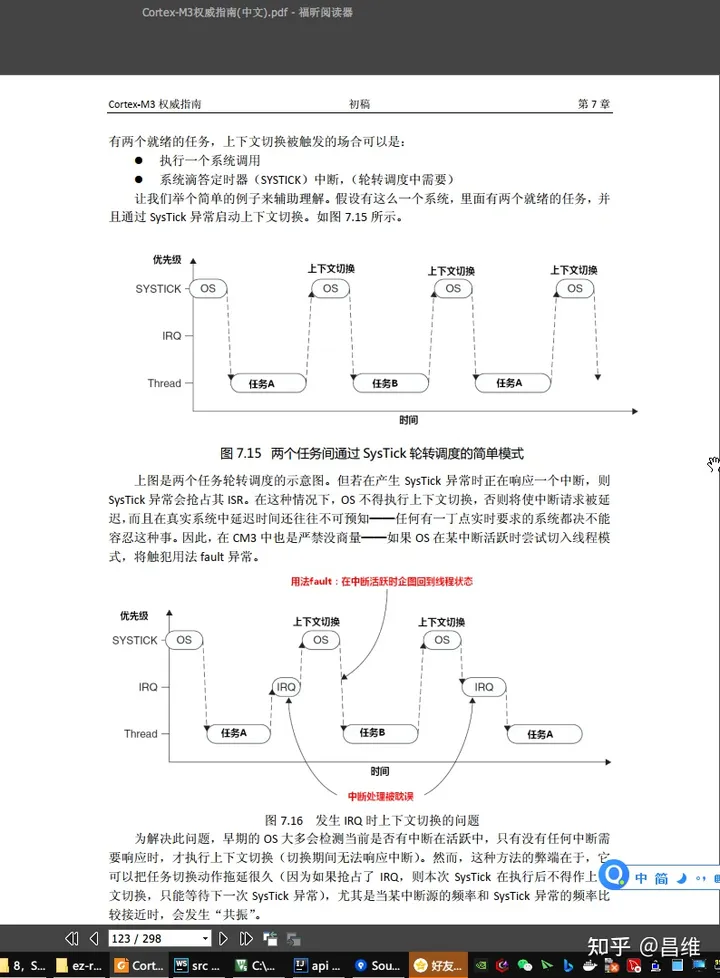 Cortex-M3权威指南(中文).pdf - 福昕阅读器
Cortex-M3 权威指南 初稿 第 7 章
有两个就绪的任务，上下文切换被触发的场合可以是：
● 执行一个系统调用
● 系统滴答定时器（SYSTICK）中断，（轮转调度中需要）
让我们举个简单的例子来辅助理解。假设有这么一个系统，里面有两个就绪的任务，并
且通过 SysTick 异常启动上下文切换。如图 7.15 所示。
优先级
上下文切换 上下文切换 上下文切换
SYSTICK OS OS OS OS
IRQ
Thread 任务A 任务B 任务A
时间
图 7.15 两个任务间通过 SysTick 轮转调度的简单模式
上图是两个任务轮转调度的示意图。但若在产生 SysTick 异常时正在响应一个中断，则
SysTick 异常会抢占其 ISR。在这种情况下，OS 不得执行上下文切换，否则将使中断请求被延
迟，而且在真实系统中延迟时间还往往不可预知——任何有一丁点实时要求的系统都决不能
容忍这种事。因此，在 CM3 中也是严禁没商量——如果 OS 在某中断活跃时尝试切入线程模
式，将触犯用法 fault 异常。
用法fault：在中断活跃时企图回到线程状态
优先级
上下文切换 上下文切换
SYSTICK OS OS OS
IRQ IRQ IRQ
Thread 任务A 任务B 任务A
时间
中断处理被耽误
图 7.16 发生 IRQ 时上下文切换的问题
为解决此问题，早期的 OS 大多会检测当前是否有中断在活跃中，只有没有任何中断需
要响应时，才执行上下文切换（切换期间无法响应中断）。然而，这种方法的弊端在于，它
可以把任务切换动作拖延很久（因为如果抢占了 IRQ，则本次 SysTick 在执行后不得作上
文切换，只能等待下一次 SysTick 异常），尤其是当某中断源的频率和 SysTick 异常的频率比
较接近时，会发生“共振”。
中 简
123 / 298
知乎 @昌维
8，S... ez-r... Cort... src ... C:\... api ... Sou... 好友...